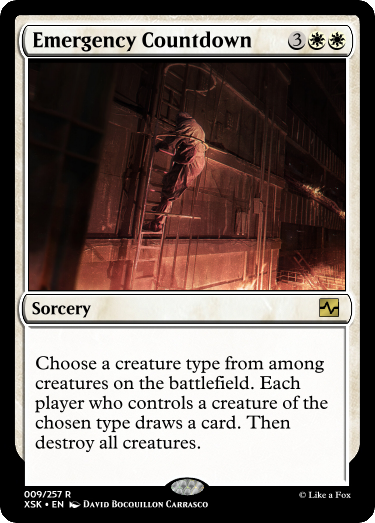 Emergency Countdown 3
Sorcery
Choose a creature type from among
creatures on the battlefield. Each
player who controls a creature of the
chosen type draws a card. Then
destroy all creatures.
009/257 R
XSK • EN David Bocouillon Carrasco
© Like a Fox